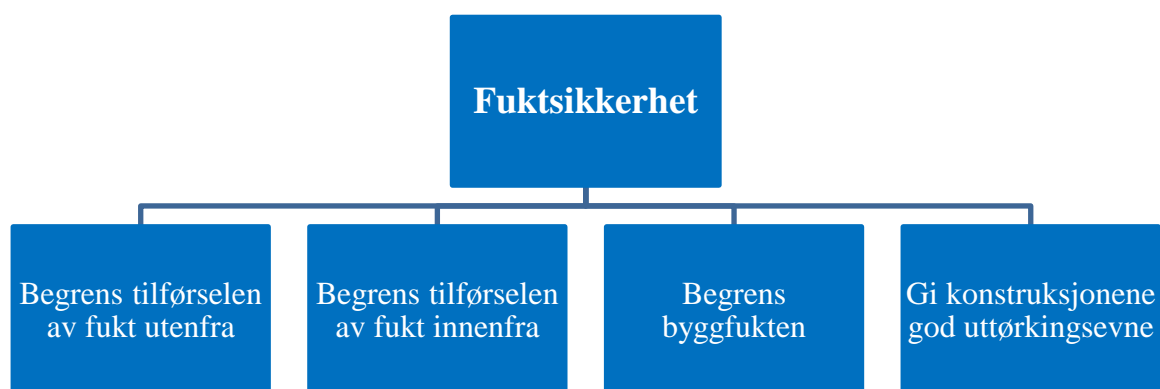 Fuktsikkerhet
Begrens tilførselen
av fukt utenfra
Begrens tilførselen
av fukt innenfra
Begrens
byggfukten
Gi konstruksjonene
god uttørkingsevne